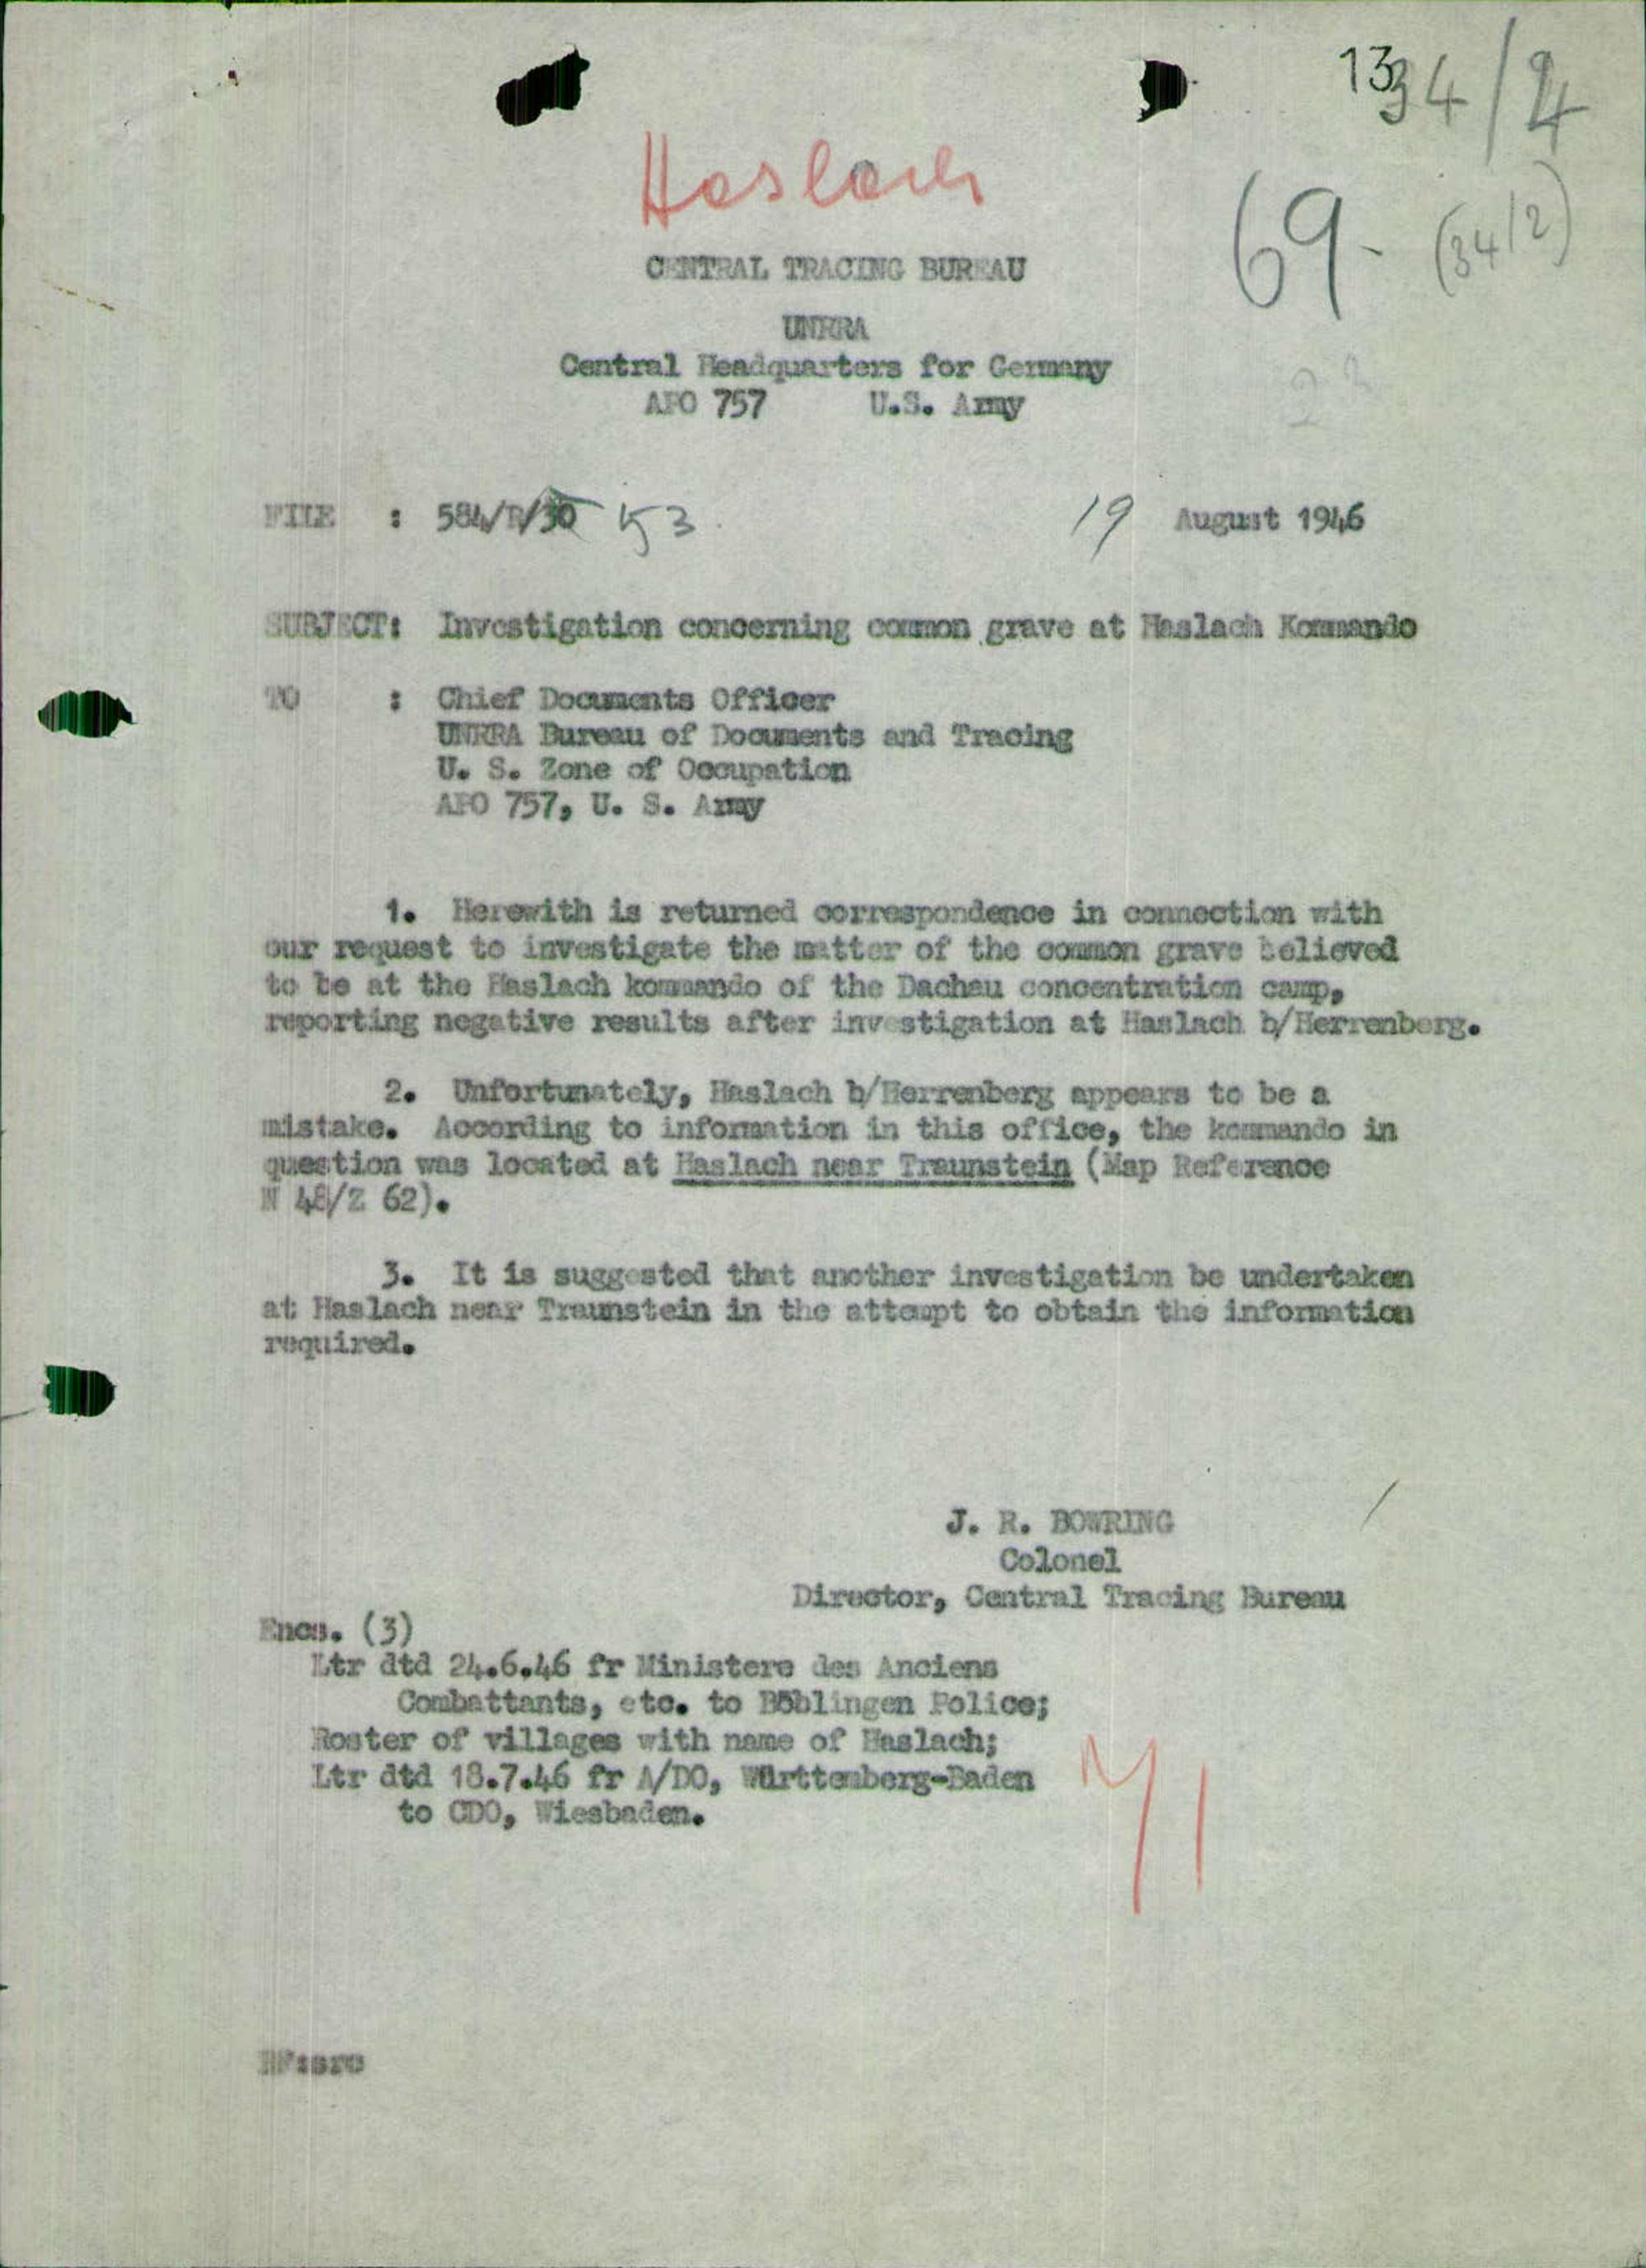 1334/4
Haslach
69- (34/2)
CENTRAL TRACING BUREAU
UNRRA
Central Headquarters for Germany
APO 757 U.S. Army
FILE : 584/ /30 53
19 August 1946
SUBJECT: Investigation concerning common grave at Haslach Kommando
TO : Chief Documents Officer
UNRRA Bureau of Documents and Tracing
U. S. Zone of Occupation
APO 757, U. S. Army
1. Herewith is returned correspondence in connection with
our request to investigate the matter of the common grave believed
to be at the Haslach kommando of the Dachau concentration camp,
reporting negative results after investigation at Haslach b/Herrenberg.
2. Unfortunately, Haslach b/Herrenberg appears to be a
mistake. According to information in this office, the kommando in
question was located at Haslach near Traunstein (Map Reference
N 48/Z 62).
3. It is suggested that another investigation be undertaken
at Haslach near Traunstein in the attempt to obtain the information
required.
J. R. BOWRING
Colonel
Director, Central Tracing Bureau
Encs. (3)
Ltr dtd 24.6.46 fr Ministere des Anciens
Combattants, etc. to Böblingen Police;
Roster of villages with name of Haslach;
Ltr dtd 18.7.46 fr A/DO, Württemberg-Baden
to CDO, Wiesbaden.